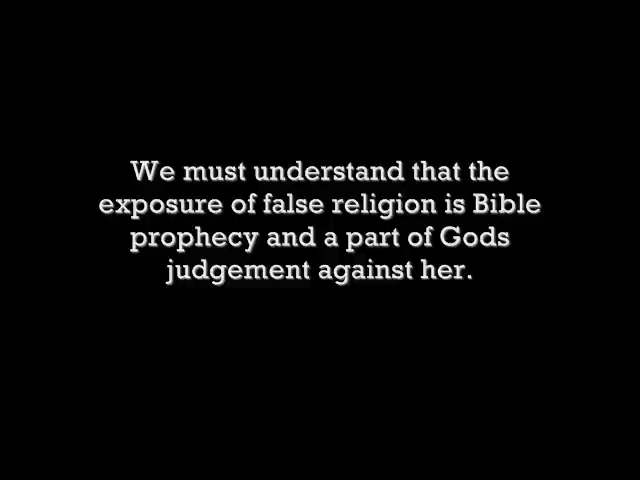 We must understand that the
exposure of false religion is Bible
prophecy and a part of Gods
judgement against her.